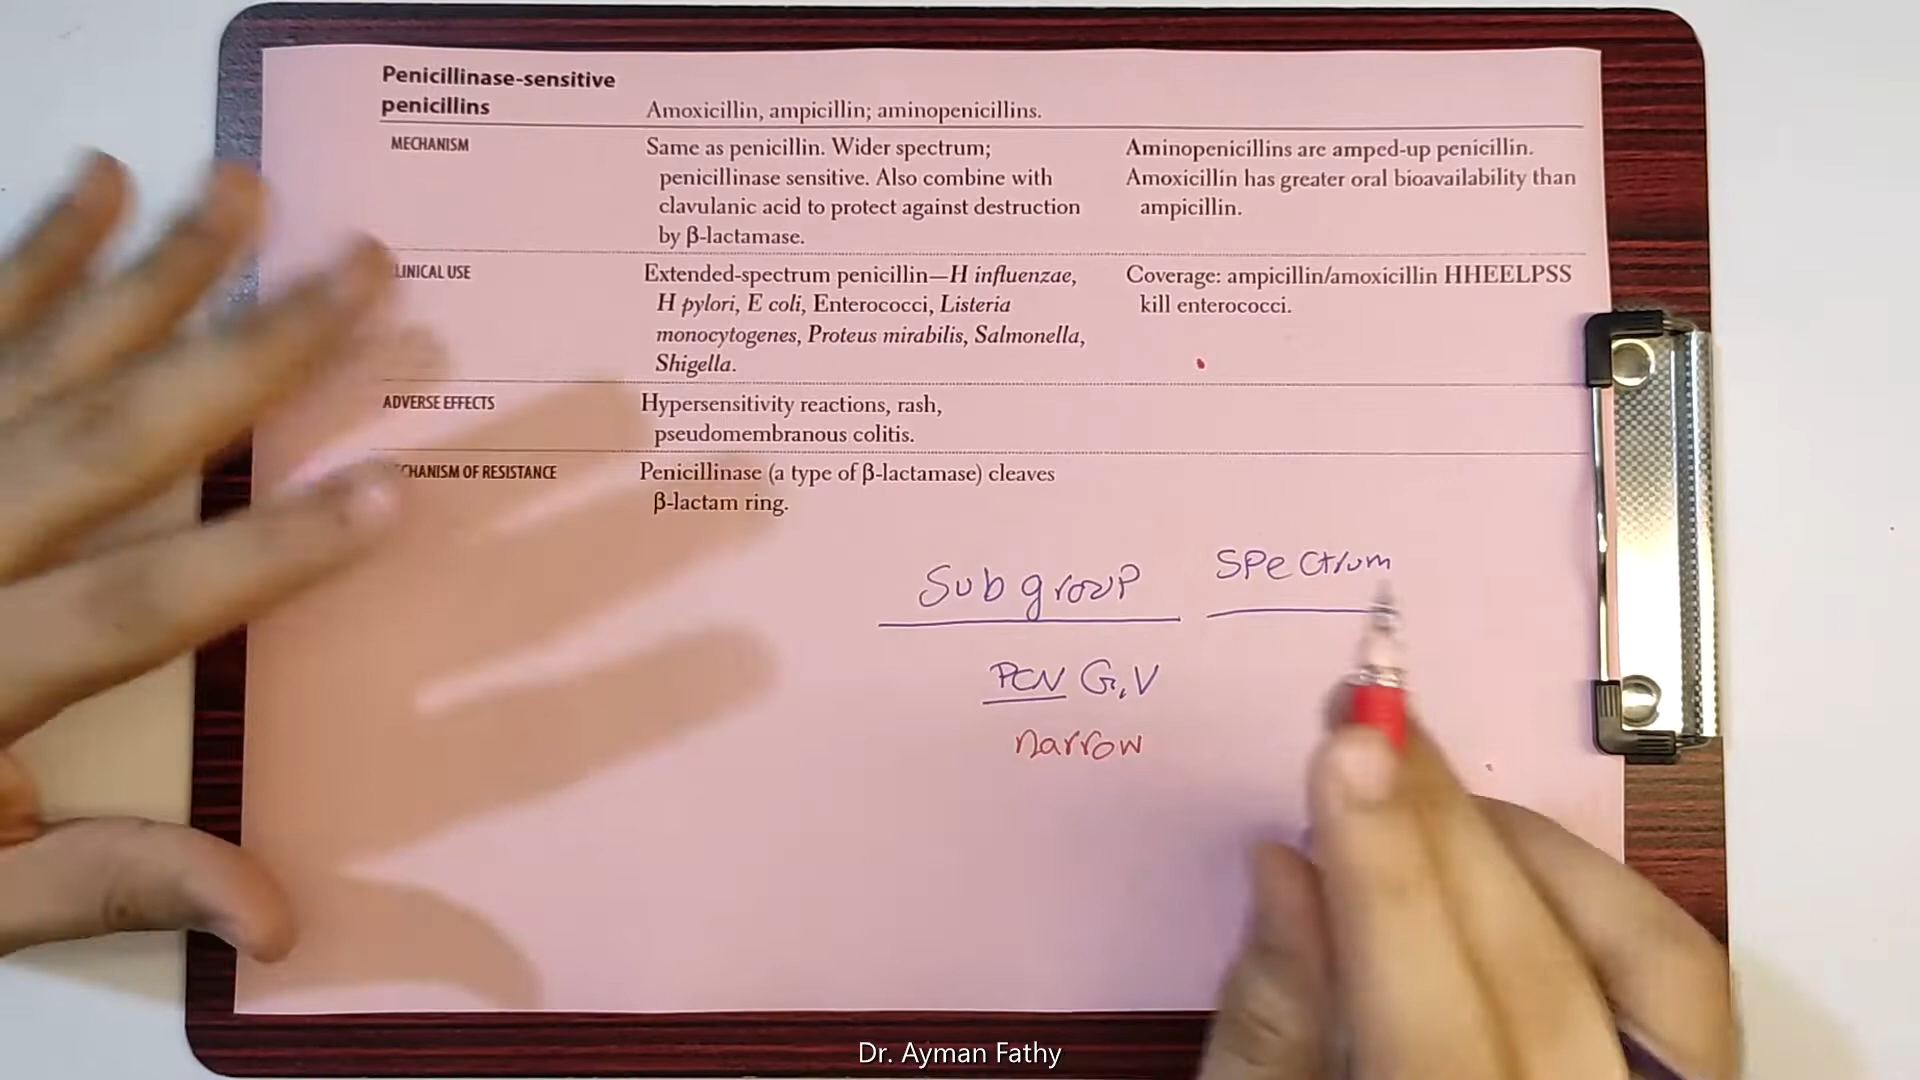 Penicillinase-sensitive
penicillins
Amoxicillin, ampicillin; aminopenicillins.
MECHANISM
Same as penicillin. Wider spectrum;
penicillinase sensitive. Also combine with
clavulanic acid to protect against destruction
by β-lactamase.
Aminopenicillins are amped-up penicillin.
Amoxicillin has greater oral bioavailability than
ampicillin.
LINICAL USE
Extended-spectrum penicillin—H influenzae,
H pylori, E coli, Enterococci, Listeria
monocytogenes, Proteus mirabilis, Salmonella,
Shigella.
Coverage: ampicillin/amoxicillin HHEELPSS
kill enterococci.
ADVERSE EFFECTS
Hypersensitivity reactions, rash,
pseudomembranous colitis.
CHANISM OF RESISTANCE
Penicillinase (a type of β-lactamase) cleaves
β-lactam ring.
Subgroup
Spectrum
PCN G, V
narrow
Dr. Ayman Fathy